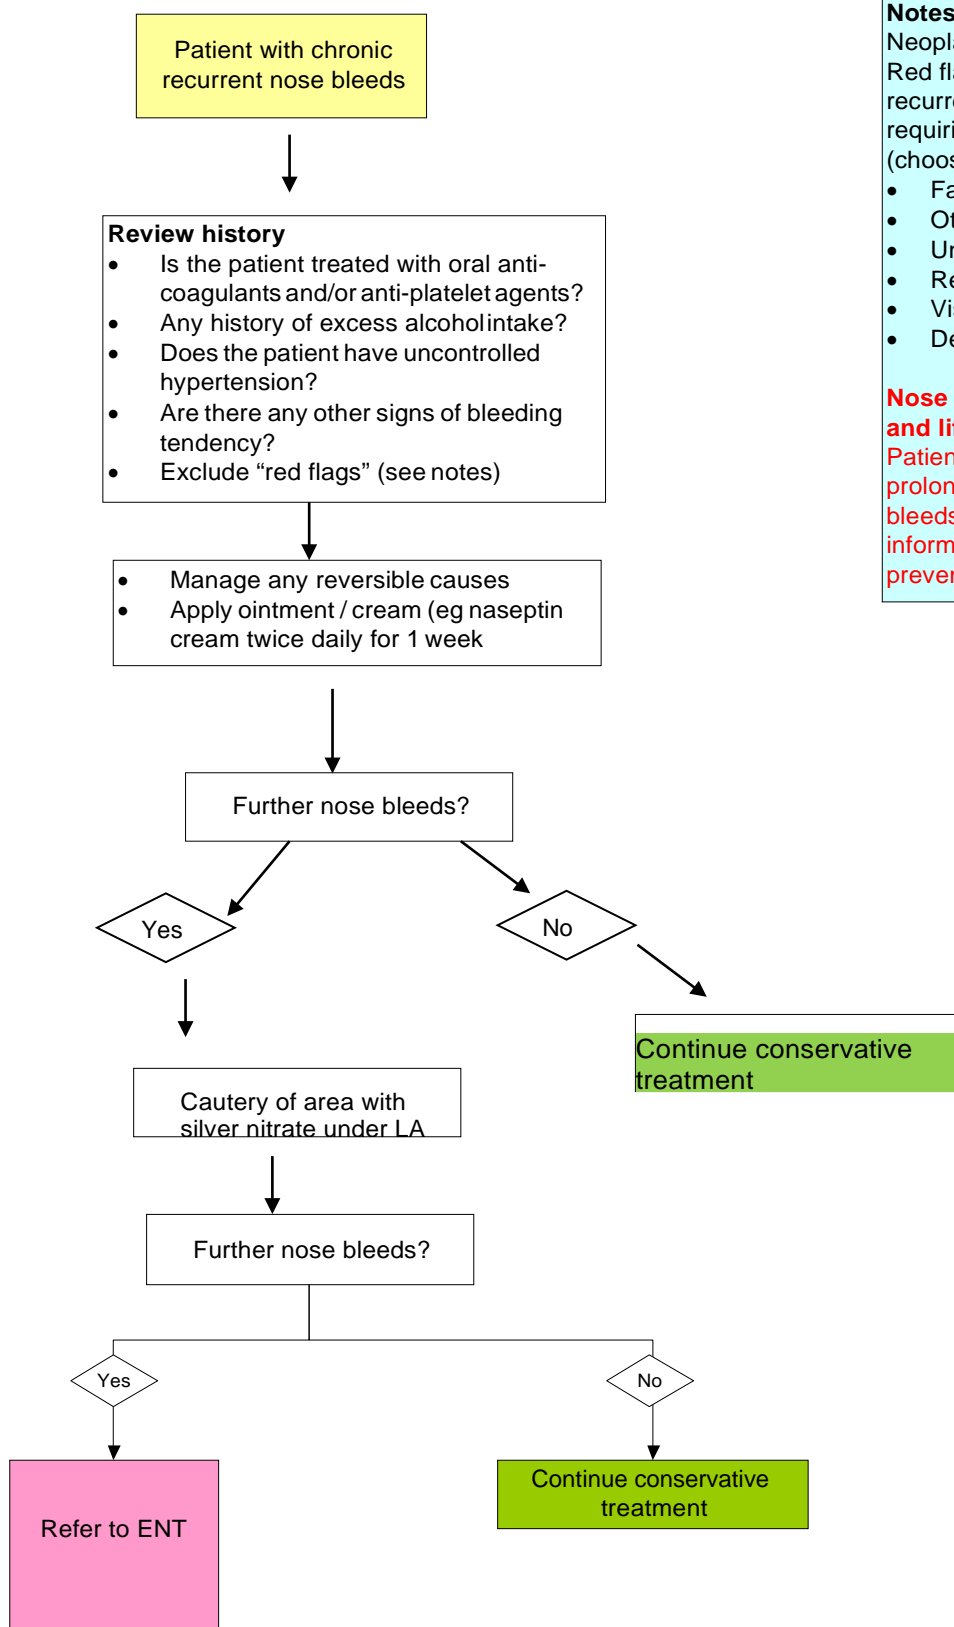 Patient with chronic
recurrent nose bleeds
Review history
• Is the patient treated with oral anti-
coagulants and/or anti-platelet agents?
• Any history of excess alcohol intake?
• Does the patient have uncontrolled
hypertension?
• Are there any other signs of bleeding
tendency?
• Exclude “red flags” (see notes)
• Manage any reversible causes
• Apply ointment / cream (eg naseptin
cream twice daily for 1 week
Further nose bleeds?
Yes
No
Continue conservative
treatment
Cautery of area with
silver nitrate under LA
Further nose bleeds?
Yes
No
Refer to ENT
Continue conservative
treatment
Notes
Red
Nose
and